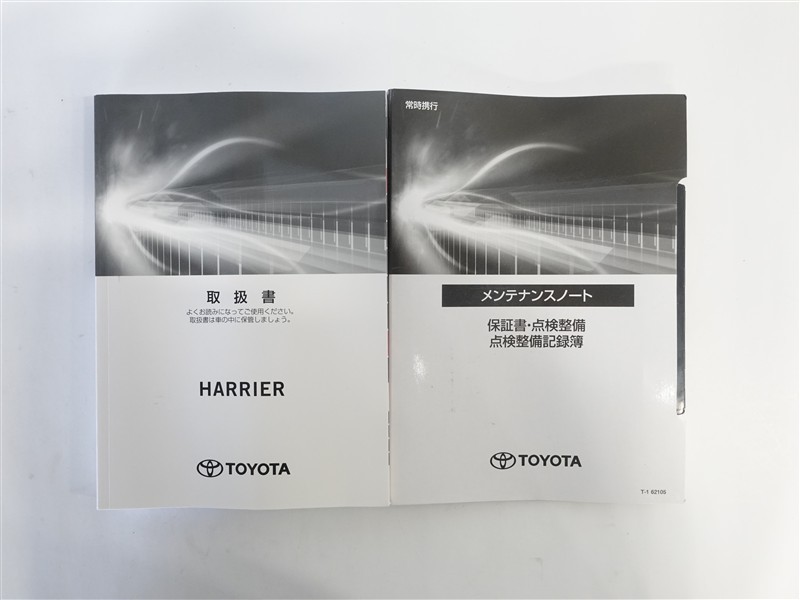 取扱書
よくお読みになってご使用ください。
取扱書は車の中に保管しましょう。
HARRIER
TOYOTA
常時携行
メンテナンスノート
保証書・点検整備
点検整備記録簿
TOYOTA
T-1 62106